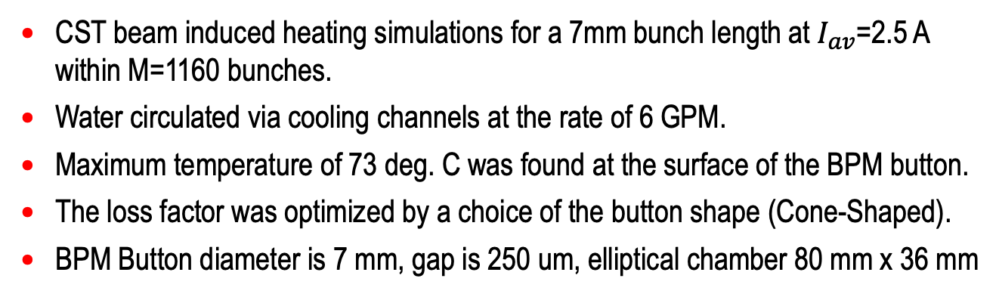 • CST beam induced heating simulations for a 7mm bunch length at I_av=2.5 A
within M=1160 bunches.
• Water circulated via cooling channels at the rate of 6 GPM.
• Maximum temperature of 73 deg. C was found at the surface of the BPM button.
• The loss factor was optimized by a choice of the button shape (Cone-Shaped).
• BPM Button diameter is 7 mm, gap is 250 um, elliptical chamber 80 mm x 36 mm